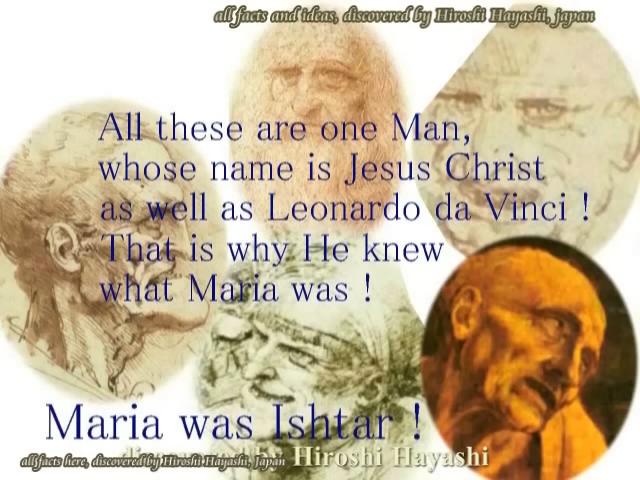 all facts and ideas, discovered by Hiroshi Hayashi, japan
All these are one Man,
whose name is Jesus Christ
as well as Leonardo da Vinci !
That is why He knew
what Maria was !
Maria was Ishtar !
by Hiroshi Hayashi
all facts here, discovered by Hiroshi Hayashi, Japan